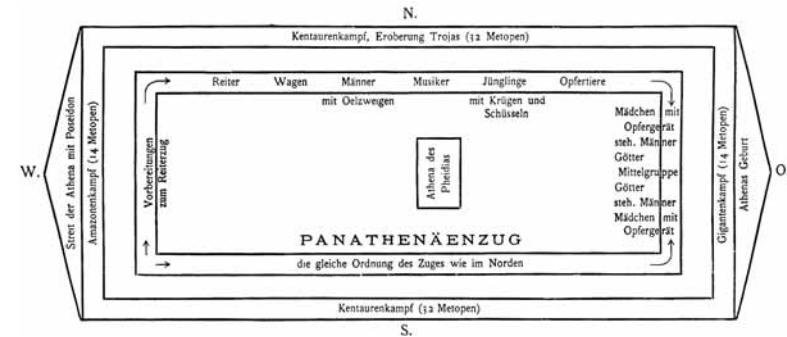 N.
Kentaurenkampf, Eroberung Trojas (32 Metopen)
Reiter Wagen Männer Musiker Jünglinge Opfertiere
mit Oelzweigen mit Krügen und
Schüsseln
W.
Streit der Athena mit Poseidon
Amazonenkampf (14 Metopen)
Vorbereitungen
zum Reiterzug
Athena des
Pheidias
Mädchen mit
Opfergerät
steh. Männer
Götter
Mittelgruppe
Götter
steh. Männer
Mädchen mit
Opfergerät
Gigantenkampf (14 Metopen)
Athenas Geburt
O
PANATHENÄENZUG
die gleiche Ordnung des Zuges wie im Norden
Kentaurenkampf (32 Metopen)
S.